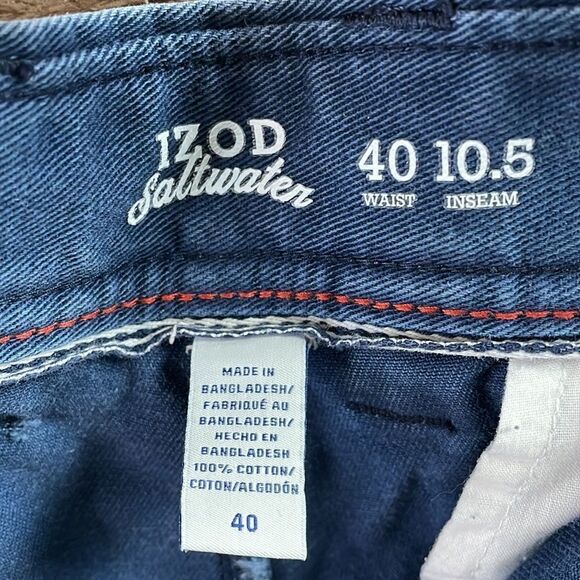 IZOD
Saltwater
40 10.5
WAIST INSEAM
MADE IN
BANGLADESH/
FABRIQUÉ AU
BANGLADESH/
HECHO EN
BANGLADESH
100% COTTON/
COTON/ALGODÓN
40